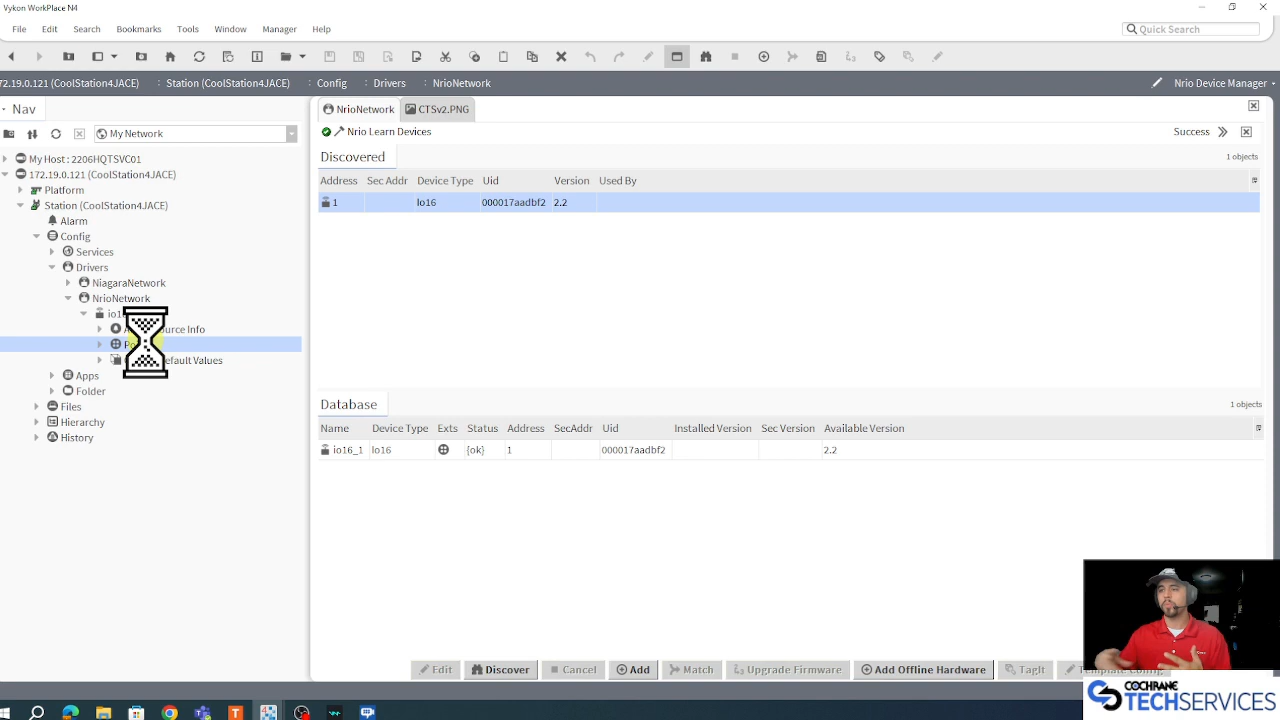 Vykon WorkPlace N4
File Edit Search Bookmarks Tools Window Manager Help
Quick Search
72.19.0.121 (CoolStation4JACE) Station (CoolStation4JACE) Config Drivers NrioNetwork Nrio Device Manager
Nav
My Network
My Host : 2206HQTSVC01
172.19.0.121 (CoolStation4JACE)
Platform
Station (CoolStation4JACE)
Alarm
Config
Services
Drivers
NiagaraNetwork
NrioNetwork
Apps
Folder
Files
Hierarchy
History
NrioNetwork CTSv2.PNG
Nrio Learn Devices Success
Discovered 1 objects
Address Sec Addr Device Type Uid Version Used By
1 Io16 000017aadbf2 2.2
Database 1 objects
Name Device Type Exts Status Address SecAddr Uid Installed Version Sec Version Available Version
io16_1 Io16 {ok} 1 000017aadbf2 2.2
Edit Discover Cancel Add Match Upgrade Firmware Add Offline Hardware TagIt
COCHRANE
TECHSERVICES